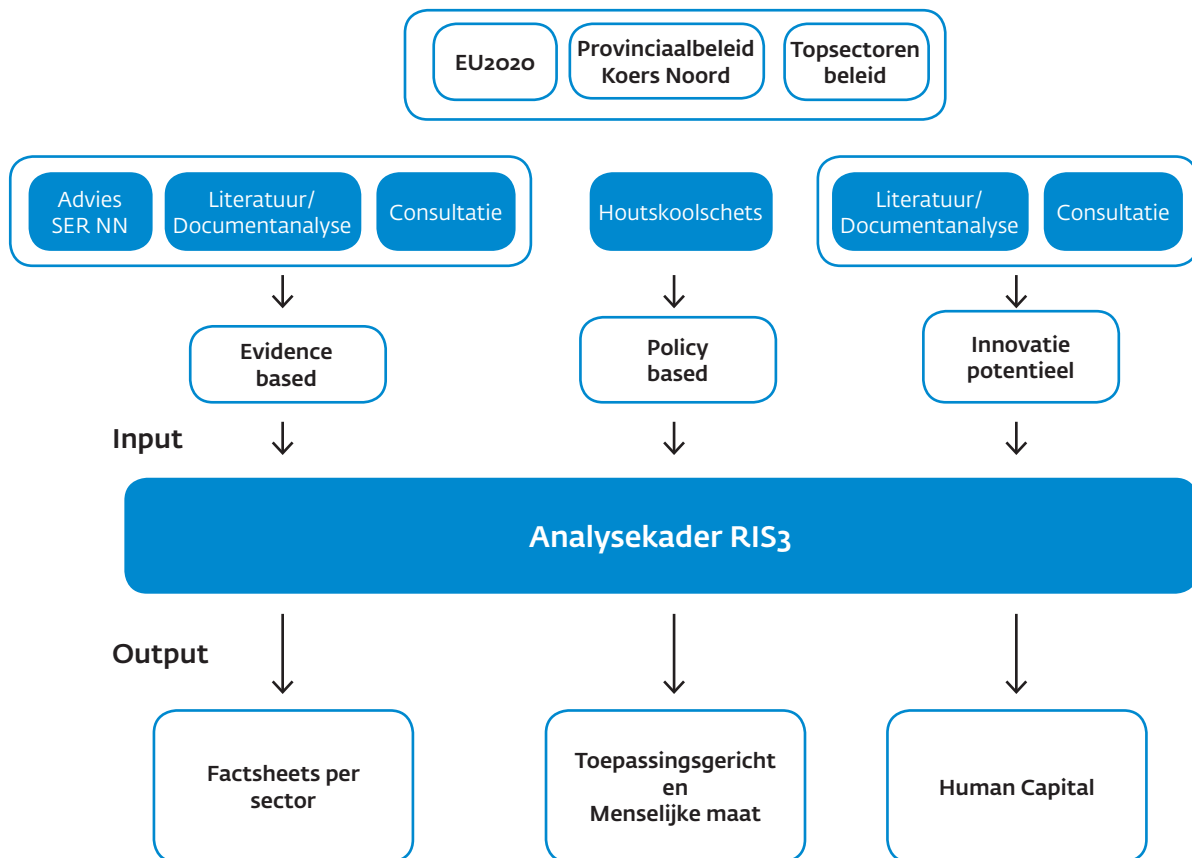 EU2020
Provinciaalbeleid
Koers Noord
Topsectoren
beleid
Advies
SER NN
Literatuur/
Documentanalyse
Consultatie
Houtskoolschets
Literatuur/
Documentanalyse
Consultatie
Evidence
based
Policy
based
Innovatie
potentieel
Input
Analysekader RIS3
Output
Factsheets per
sector
Toepassingsgericht
en
Menselijke maat
Human Capital